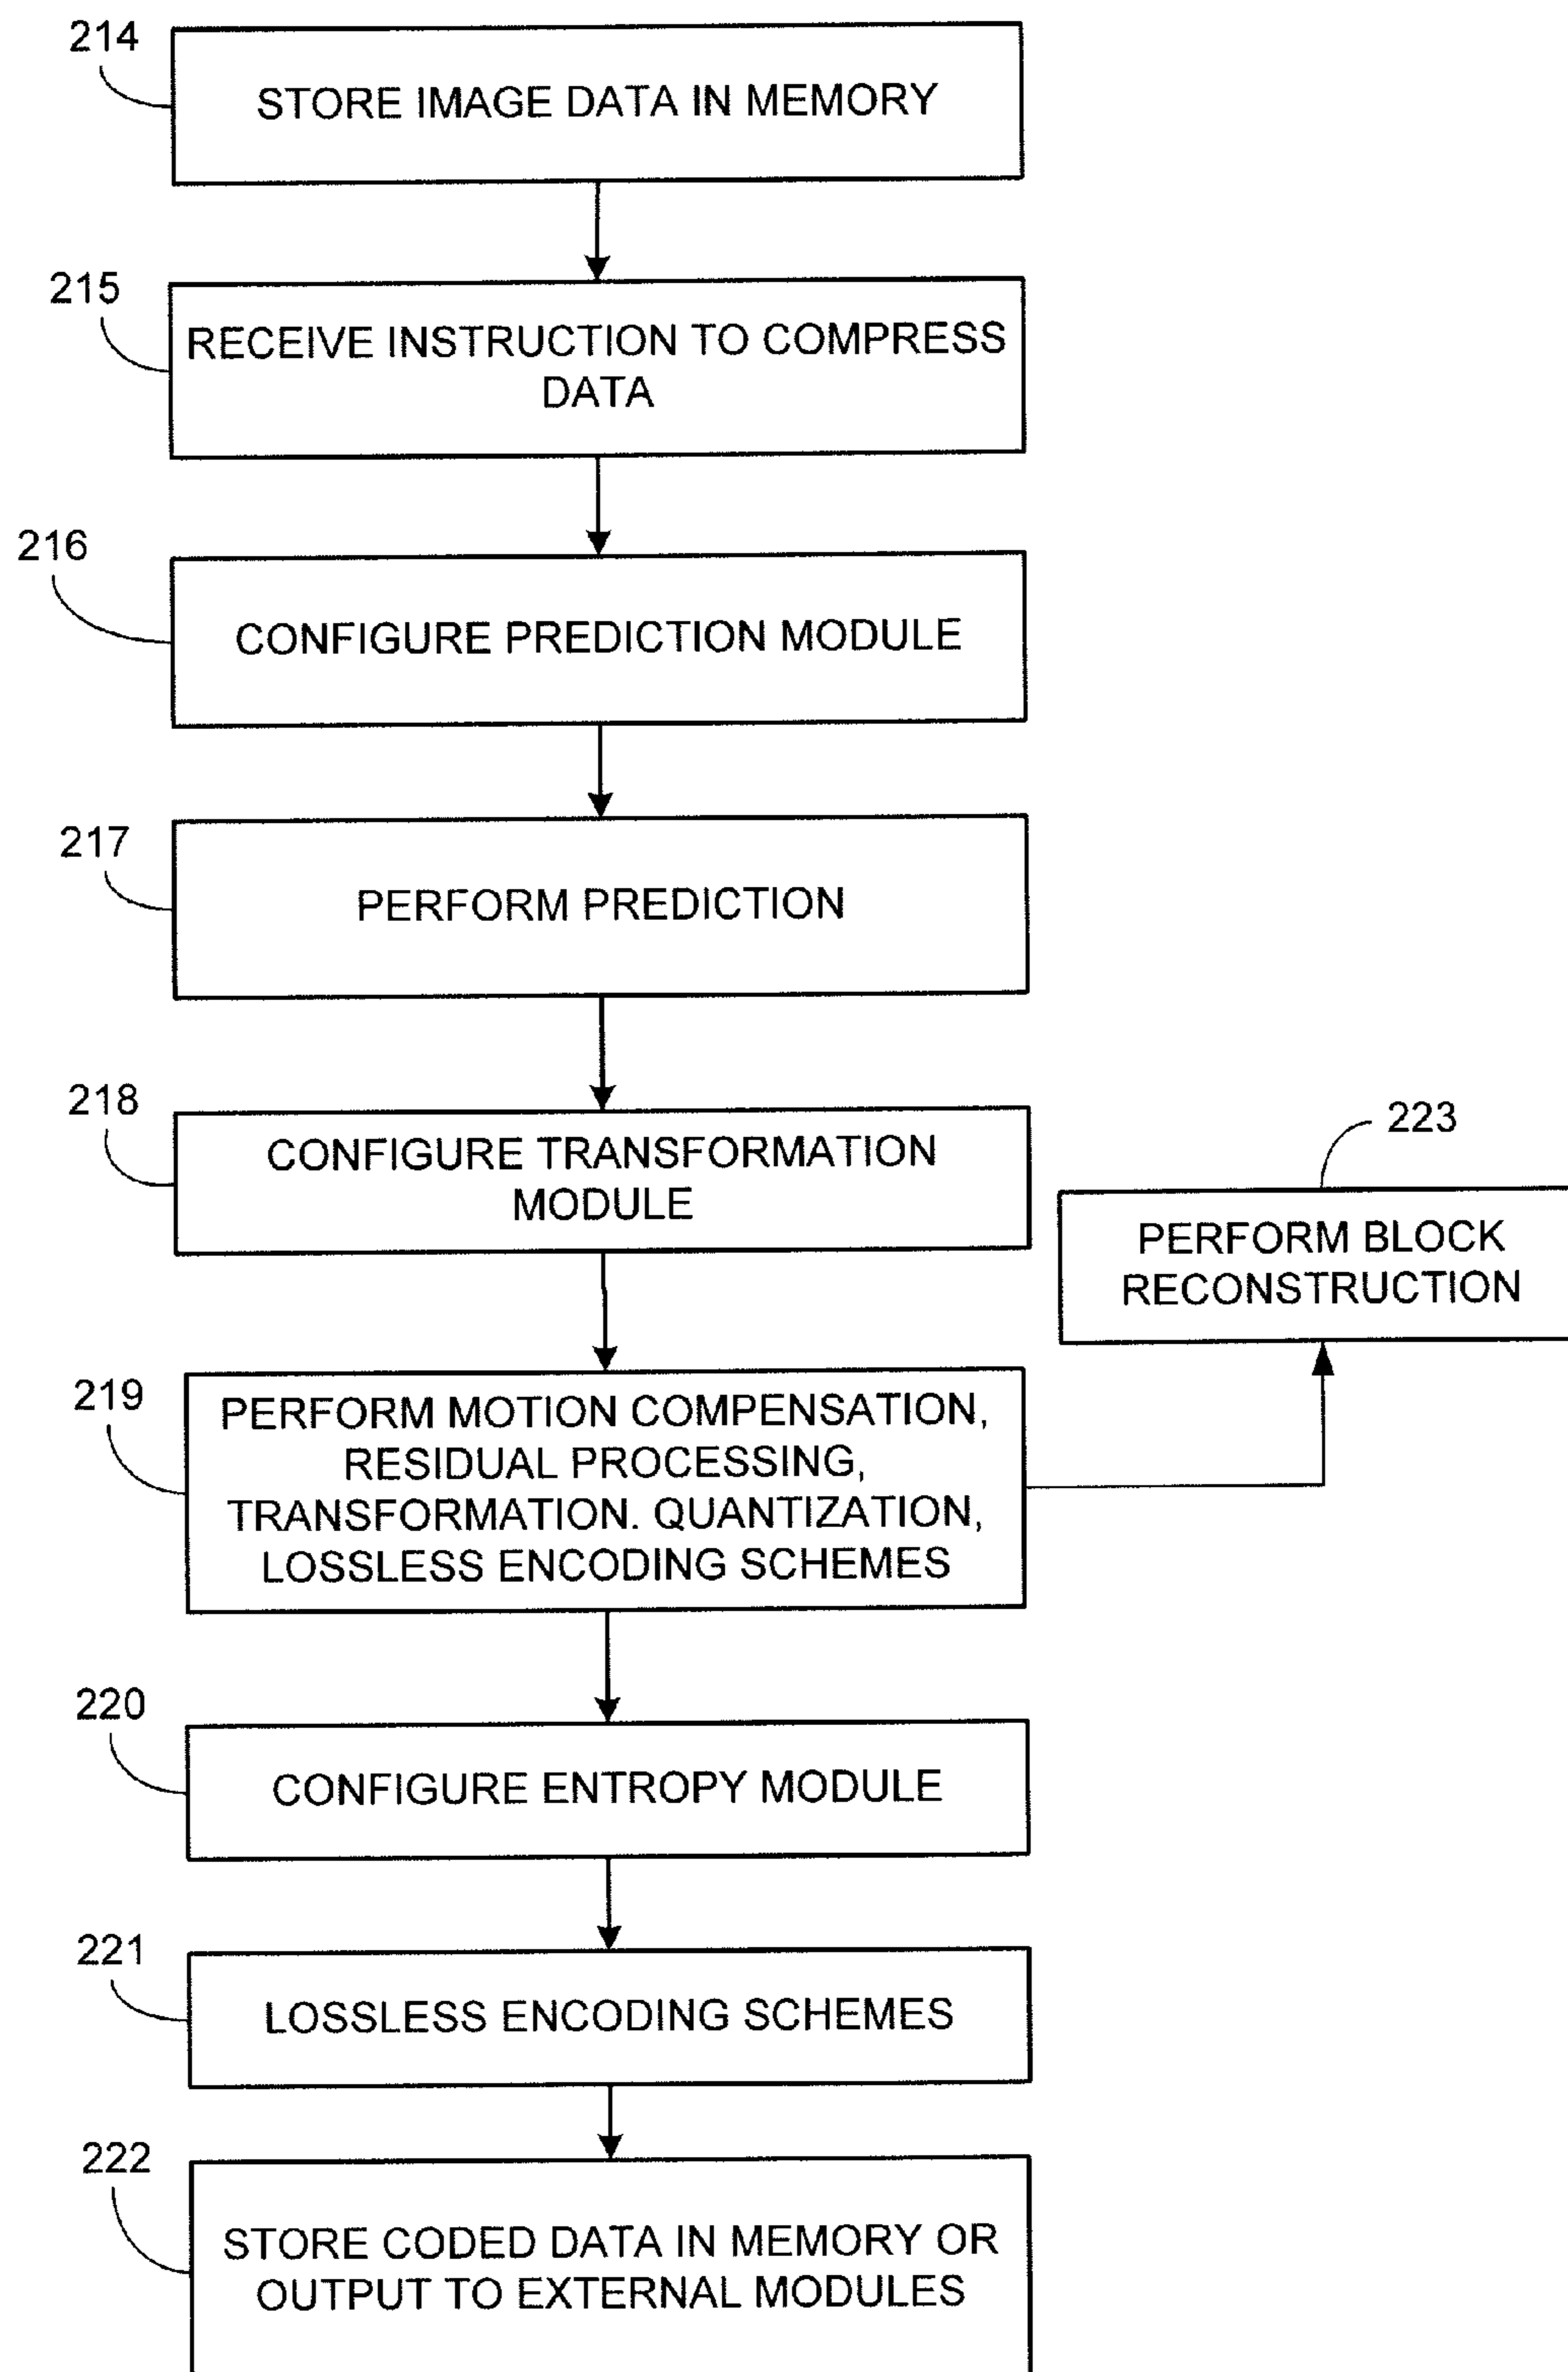 214
STORE IMAGE DATA IN MEMORY
215
RECEIVE INSTRUCTION TO COMPRESS
DATA
216
CONFIGURE PREDICTION MODULE
217
PERFORM PREDICTION
218
CONFIGURE TRANSFORMATION
MODULE
223
PERFORM BLOCK
RECONSTRUCTION
219
PERFORM MOTION COMPENSATION,
RESIDUAL PROCESSING,
TRANSFORMATION. QUANTIZATION,
LOSSLESS ENCODING SCHEMES
220
CONFIGURE ENTROPY MODULE
221
LOSSLESS ENCODING SCHEMES
222
STORE CODED DATA IN MEMORY OR
OUTPUT TO EXTERNAL MODULES